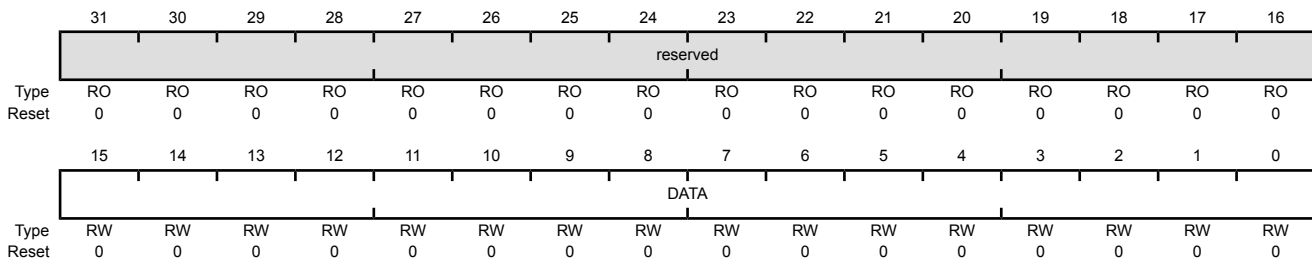 31 30 29 28 27 26 25 24 23 22 21 20 19 18 17 16
reserved
Type RO RO RO RO RO RO RO RO RO RO RO RO RO RO RO RO
Reset 0 0 0 0 0 0 0 0 0 0 0 0 0 0 0 0
15 14 13 12 11 10 9 8 7 6 5 4 3 2 1 0
DATA
Type RW RW RW RW RW RW RW RW RW RW RW RW RW RW RW RW
Reset 0 0 0 0 0 0 0 0 0 0 0 0 0 0 0 0